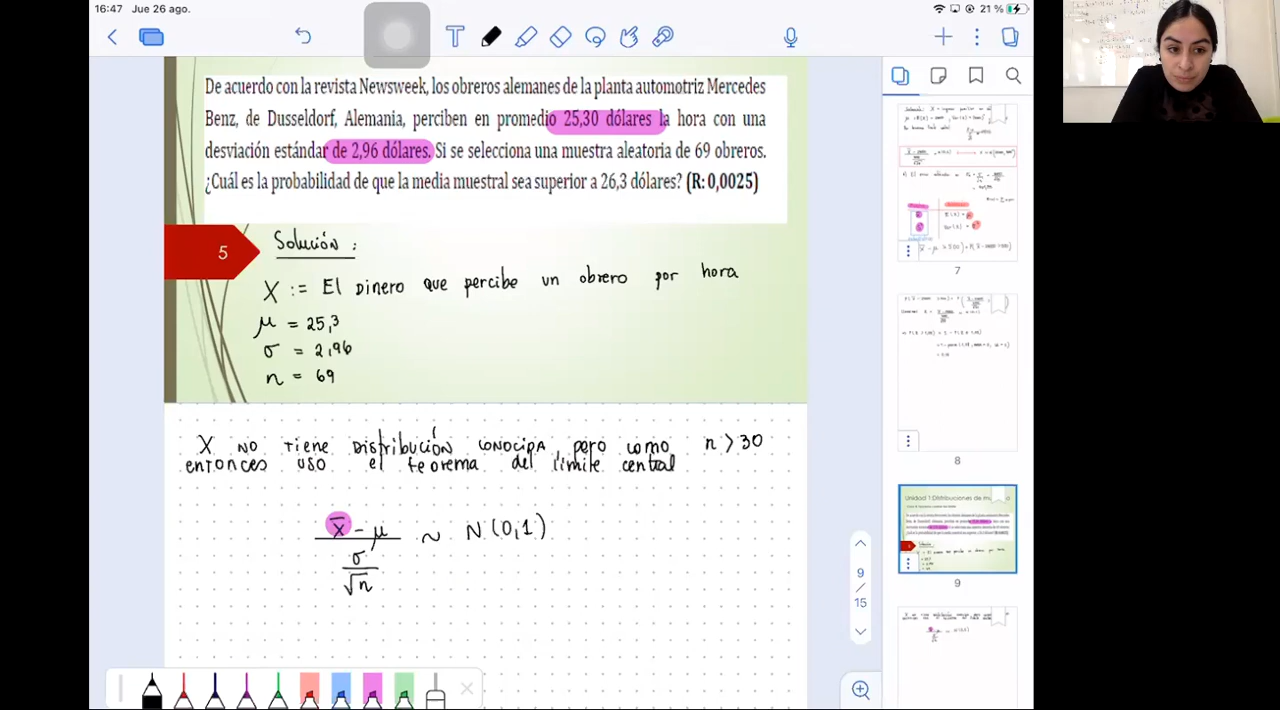 16:47 Jue 26 ago.
21 %
De acuerdo con la revista Newsweek, los obreros alemanes de la planta automotriz Mercedes
Benz, de Dusseldorf, Alemania, perciben en promedio 25,30 dólares la hora con una
desviación estándar de 2,96 dólares. Si se selecciona una muestra aleatoria de 69 obreros.
¿Cuál es la probabilidad de que la media muestral sea superior a 26,3 dólares? (R: 0,0025)
5
Solución:
X := El dinero que percibe un obrero por hora
μ = 25,3
σ = 2,96
n = 69
X no tiene distribución conocida, pero como n > 30
entonces uso el teorema del límite central
x̄ - μ
σ
√n
~ N(0,1)
7
8
9
9
/
15